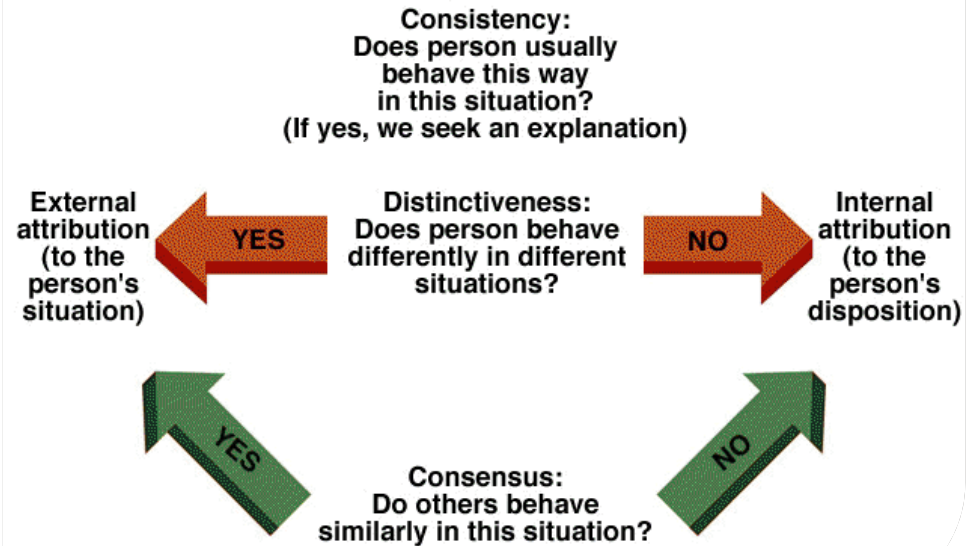 Consistency:
Does person usually
behave this way
in this situation?
(If yes, we seek an explanation)
External
attribution
(to the
person's
situation)
YES
Distinctiveness:
Does person behave
differently in different
situations?
NO
Internal
attribution
(to the
person's
disposition)
YES
Consensus:
Do others behave
similarly in this situation?
NO